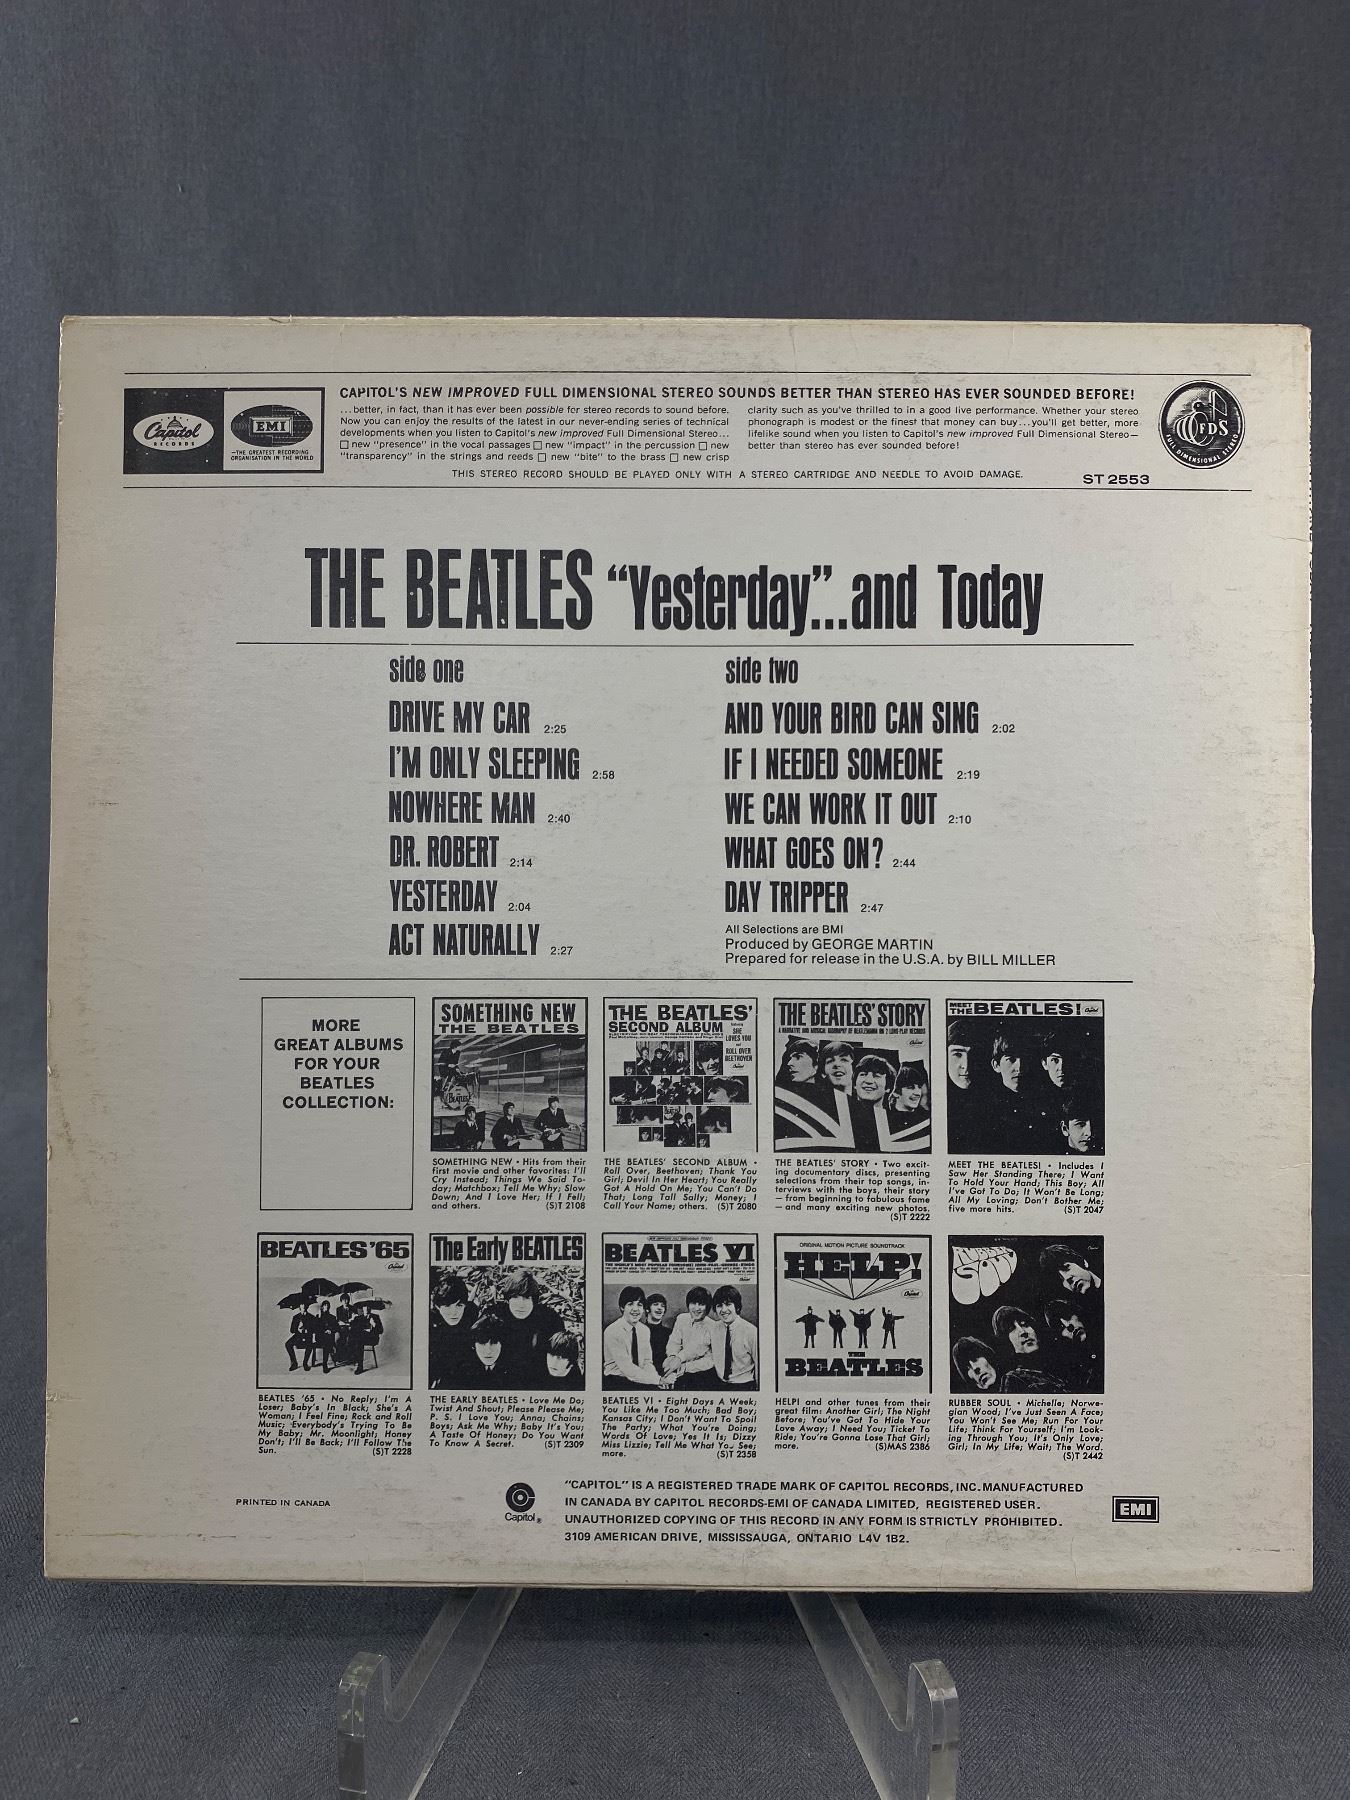 Capitol
RECORDS
EMI
—THE GREATEST RECORDING
ORGANISATION IN THE WORLD
CAPITOL'S NEW IMPROVED FULL DIMENSIONAL STEREO SOUNDS BETTER THAN STEREO HAS EVER SOUNDED BEFORE!
...better, in fact, than it has ever been possible for stereo records to sound before.
Now you can enjoy the results of the latest in our never-ending series of technical
developments when you listen to Capitol's new improved Full Dimensional Stereo...
□ new "presence" in the vocal passages □ new "impact" in the percussion □ new
"transparency" in the strings and reeds □ new "bite" to the brass □ new crisp
clarity such as you've thrilled to in a good live performance. Whether your stereo
phonograph is modest or the finest that money can buy...you'll get better, more
lifelike sound when you listen to Capitol's new improved Full Dimensional Stereo—
better than stereo has ever sounded before!
THIS STEREO RECORD SHOULD BE PLAYED ONLY WITH A STEREO CARTRIDGE AND NEEDLE TO AVOID DAMAGE.
ST 2553
FDS
FULL DIMENSIONAL STEREO
THE BEATLES “Yesterday”...and Today
side one
DRIVE MY CAR 2:25
I'M ONLY SLEEPING 2:58
NOWHERE MAN 2:40
DR. ROBERT 2:14
YESTERDAY 2:04
ACT NATURALLY 2:27
side two
AND YOUR BIRD CAN SING 2:02
IF I NEEDED SOMEONE 2:19
WE CAN WORK IT OUT 2:10
WHAT GOES ON? 2:44
DAY TRIPPER 2:47
All Selections are BMI
Produced by GEORGE MARTIN
Prepared for release in the U.S.A. by BILL MILLER
MORE
GREAT ALBUMS
FOR YOUR
BEATLES
COLLECTION:
SOMETHING NEW
THE BEATLES
SOMETHING NEW • Hits from their
first movie and other favorites: I'll
Cry Instead; Things We Said To-
day; Matchbox; Tell Me Why; Slow
Down; And I Love Her; If I Fell;
and others. (S)T 2108
THE BEATLES'
SECOND ALBUM
SHE
LOVES YOU
ROLL OVER
BEETHOVEN
THE BEATLES' SECOND ALBUM •
Roll Over, Beethoven; Thank You
Girl; Devil In Her Heart; You Really
Got A Hold On Me; You Can't Do
That; Long Tall Sally; Money; I
Call Your Name; others. (S)T 2080
THE BEATLES' STORY
A NARRATIVE AND MUSICAL BIOGRAPHY OF BEATLEMANIA ON 2 LONG-PLAY RECORDS
THE BEATLES' STORY • Two excit-
ing documentary discs, presenting
selections from their top songs, in-
terviews with the boys, their story
—from beginning to fabulous fame
—and many exciting new photos.
(S)T 2222
MEET
THE BEATLES!
MEET THE BEATLES! • Includes I
Saw Her Standing There; I Want
To Hold Your Hand; This Boy; All
I've Got To Do; It Won't Be Long;
All My Loving; Don't Bother Me;
five more hits. (S)T 2047
BEATLES '65
BEATLES '65 • No Reply; I'm A
Loser; Baby's In Black; She's A
Woman; I Feel Fine; Rock and Roll
Music; Everybody's Trying To Be
My Baby; Mr. Moonlight; Honey
Don't; I'll Be Back; I'll Follow The
Sun. (S)T 2228
The Early BEATLES
THE EARLY BEATLES • Love Me Do;
Twist And Shout; Please Please Me;
P. S. I Love You; Anna; Chains;
Boys; Ask Me Why; Baby It's You;
A Taste Of Honey; Do You Want
To Know A Secret. (S)T 2309
BEATLES VI
BEATLES VI • Eight Days A Week;
You Like Me Too Much; Bad Boy;
Kansas City; I Don't Want To Spoil
The Party; What You're Doing;
Words Of Love; Yes It Is; Dizzy
Miss Lizzie; Tell Me What You See;
more. (S)T 2358
ORIGINAL MOTION PICTURE SOUNDTRACK
HELP!
THE
BEATLES
HELP! and other tunes from their
great film: Another Girl; The Night
Before; You've Got To Hide Your
Love Away; I Need You; Ticket To
Ride; You're Gonna Lose That Girl;
more. (S)MAS 2386
RUBBER
SOUL
RUBBER SOUL • Michelle; Norwe-
gian Wood; I've Just Seen A Face;
You Won't See Me; Run For Your
Life; Think For Yourself; I'm Look-
ing Through You; It's Only Love;
Girl; In My Life; Wait; The Word.
(S)T 2442
PRINTED IN CANADA
Capitol®
"CAPITOL" IS A REGISTERED TRADE MARK OF CAPITOL RECORDS, INC. MANUFACTURED
IN CANADA BY CAPITOL RECORDS-EMI OF CANADA LIMITED, REGISTERED USER.
UNAUTHORIZED COPYING OF THIS RECORD IN ANY FORM IS STRICTLY PROHIBITED.
3109 AMERICAN DRIVE, MISSISSAUGA, ONTARIO L4V 1B2.
EMI